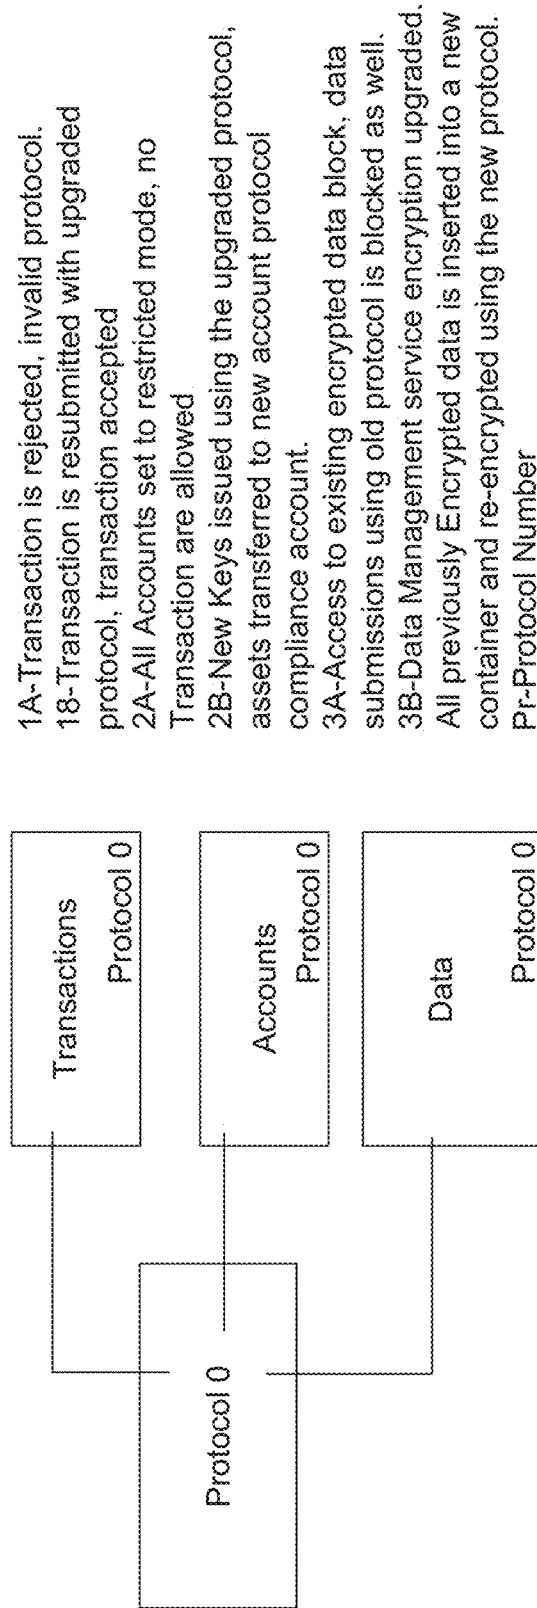 Protocol 0
Transactions
Protocol 0
Accounts
Protocol 0
Data
Protocol 0
1A-Transaction is rejected, invalid protocol.
18-Transaction is resubmitted with upgraded
protocol, transaction accepted
2A-All Accounts set to restricted mode, no
Transaction are allowed
2B-New Keys issued using the upgraded protocol,
assets transferred to new account protocol
compliance account.
3A-Access to existing encrypted data block, data
submissions using old protocol is blocked as well.
3B-Data Management service encryption upgraded.
All previously Encrypted data is inserted into a new
container and re-encrypted using the new protocol.
Pr-Protocol Number